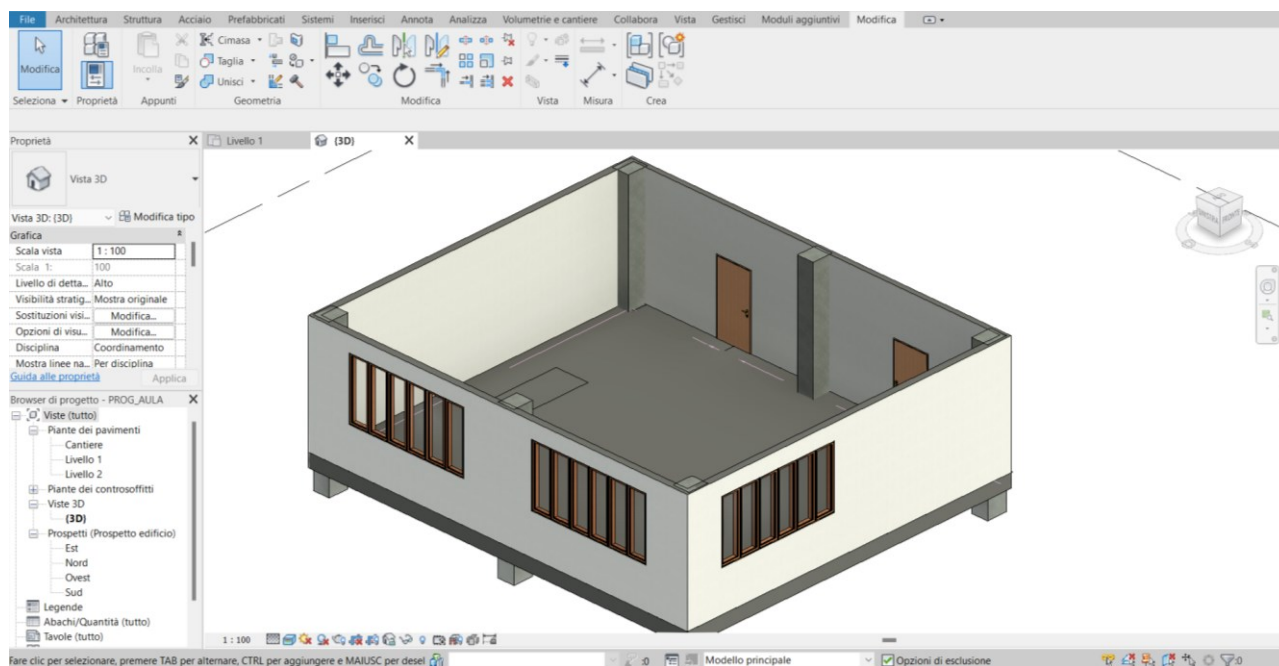 File Architettura Struttura Acciaio Prefabbricati Sistemi Inserisci Annota Analizza Volumetrie e cantiere Collabora Vista Gestisci Moduli aggiuntivi Modifica
Modifica
Incolla
Cimasa
Taglia
Unisci
Seleziona Proprietà Appunti Geometria Modifica Vista Misura Crea
Proprietà X
Livello 1
{3D} X
Vista 3D
Vista 3D: {3D} Modifica tipo
Grafica
Scala vista 1 : 100
Scala 1: 100
Livello di detta... Alto
Visibilità stratig... Mostra originale
Sostituzioni visi... Modifica...
Opzioni di visu... Modifica...
Disciplina Coordinamento
Mostra linee na... Per disciplina
Guida alle proprietà Applica
Browser di progetto - PROG_AULA X
Viste (tutto)
Piante dei pavimenti
Cantiere
Livello 1
Livello 2
Piante dei controsoffitti
Viste 3D
{3D}
Prospetti (Prospetto edificio)
Est
Nord
Ovest
Sud
Legende
Abachi/Quantità (tutto)
Tavole (tutto)
1 : 100
Fare clic per selezionare, premere TAB per alternare, CTRL per aggiungere e MAIUSC per desel
:0 Modello principale Opzioni di esclusione :0